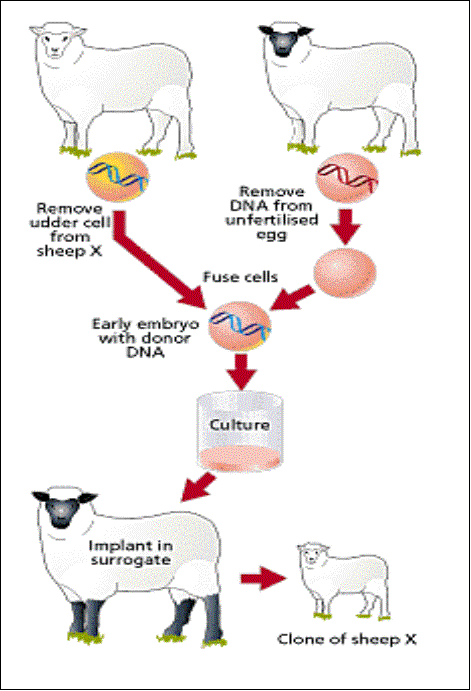 Remove
udder cell
from
sheep X
Remove
DNA from
unfertilised
egg
Fuse cells
Early embryo
with donor
DNA
Culture
Implant in
surrogate
Clone of sheep X